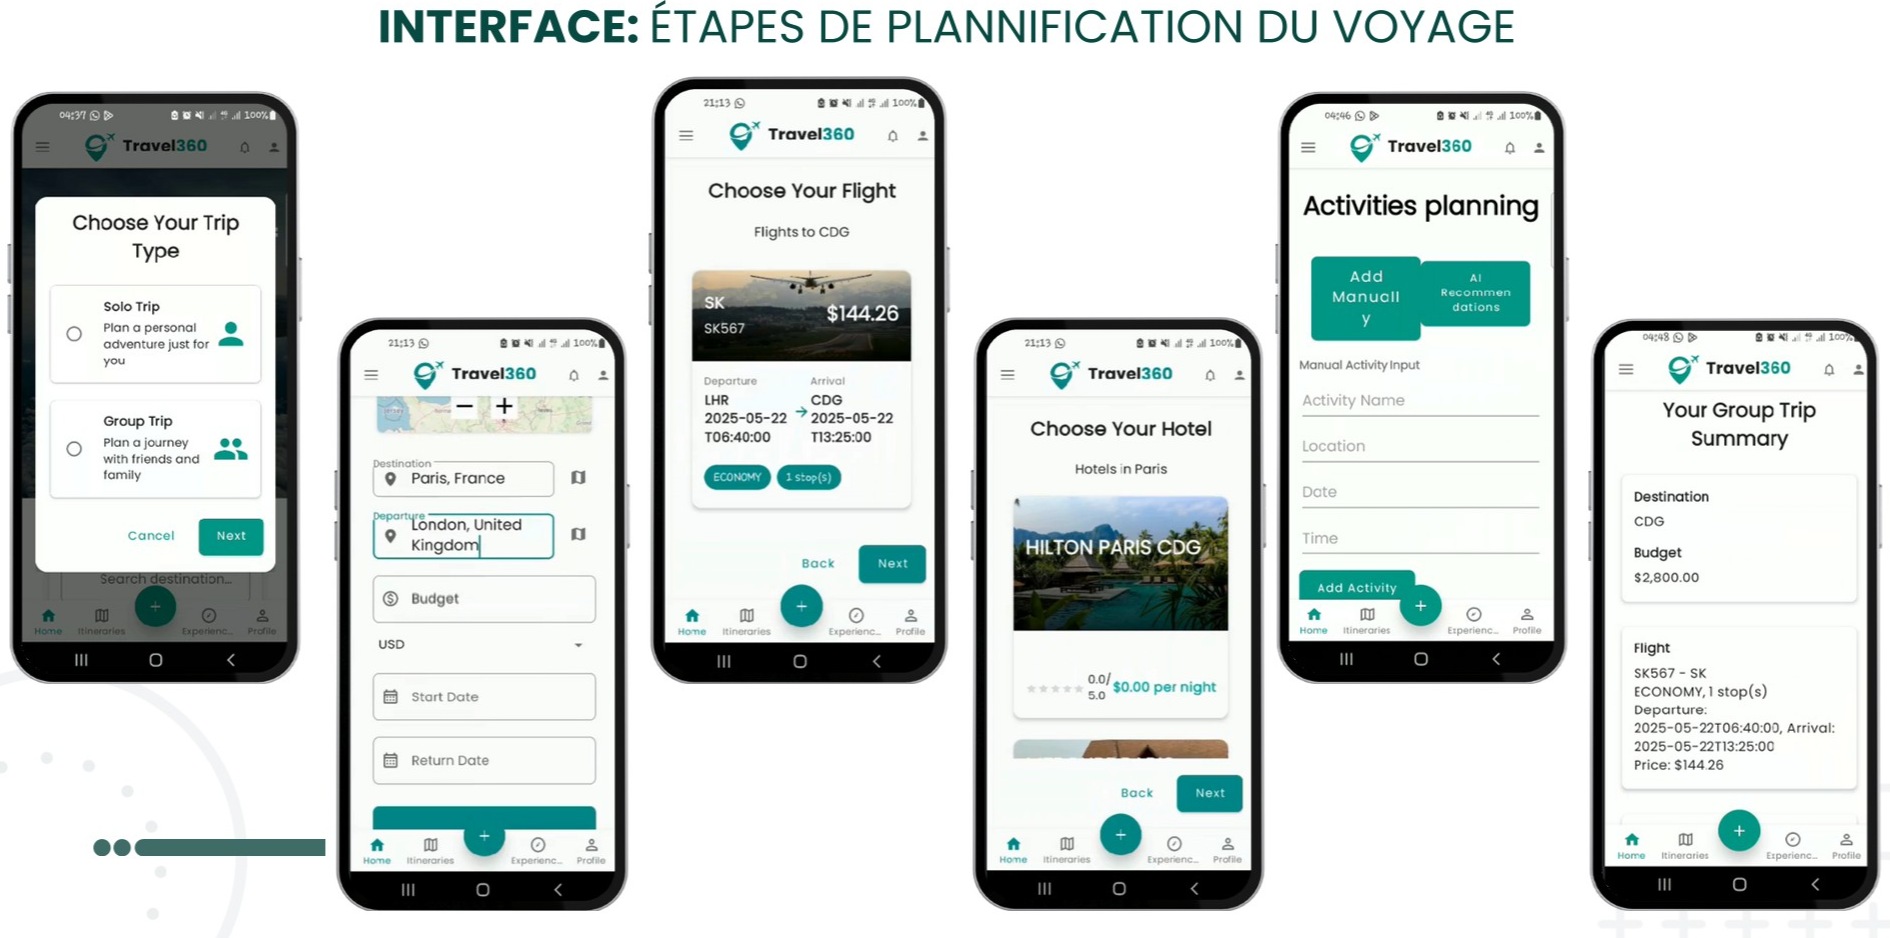 INTERFACE: ÉTAPES DE PLANNIFICATION DU VOYAGE
04:37
100%
Travel360
Choose Your Trip
Type
Solo Trip
Plan a personal
adventure just for
you
Group Trip
Plan a journey
with friends and
family
Cancel
Next
Search destination...
Home
Itineraries
+
Experienc...
Profile
21:13
100%
Travel360
− +
Destination
Paris, France
Departure
London, United
Kingdom
Budget
USD
Start Date
Return Date
Home
Itineraries
+
Experienc...
Profile
21:13
100%
Travel360
Choose Your Flight
Flights to CDG
SK
SK567
$144.26
Departure
LHR
2025-05-22
T06:40:00
Arrival
CDG
2025-05-22
T13:25:00
ECONOMY
1 stop(s)
Back
Next
Home
Itineraries
+
Experienc...
Profile
21:13
100%
Travel360
Choose Your Hotel
Hotels in Paris
HILTON PARIS CDG
0.0/
5.0
$0.00 per night
Back
Next
Home
Itineraries
+
Experienc...
Profile
04:46
100%
Travel360
Activities planning
Add
Manuall
y
AI
Recommen
dations
Manual Activity Input
Activity Name
Location
Date
Time
Add Activity
Home
Itineraries
+
Experienc...
Profile
04:48
100%
Travel360
Your Group Trip
Summary
Destination
CDG
Budget
$2,800.00
Flight
SK567 - SK
ECONOMY, 1 stop(s)
Departure:
2025-05-22T06:40:00, Arrival:
2025-05-22T13:25:00
Price: $144.26
Home
Itineraries
+
Experienc...
Profile